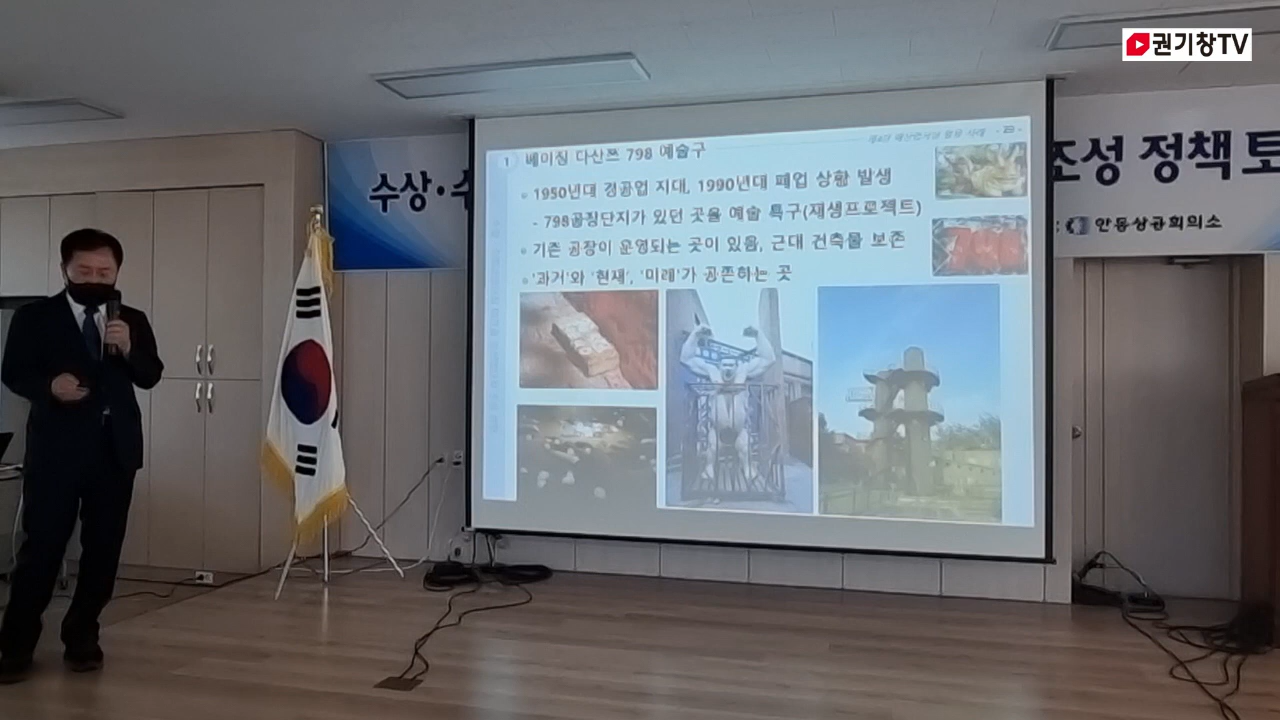 권기창TV
수상·수
조성 정책 토
안동상공회의소
- 23 -
1 베이징 다산쯔 798 예술구
1950년대 경공업 지대, 1990년대 폐업 상황 발생
- 798공장단지가 있던 곳을 예술 특구(재생프로젝트)
기존 공장이 운영되는 곳이 있음, 근대 건축물 보존
'과거'와 '현재', '미래'가 공존하는 곳